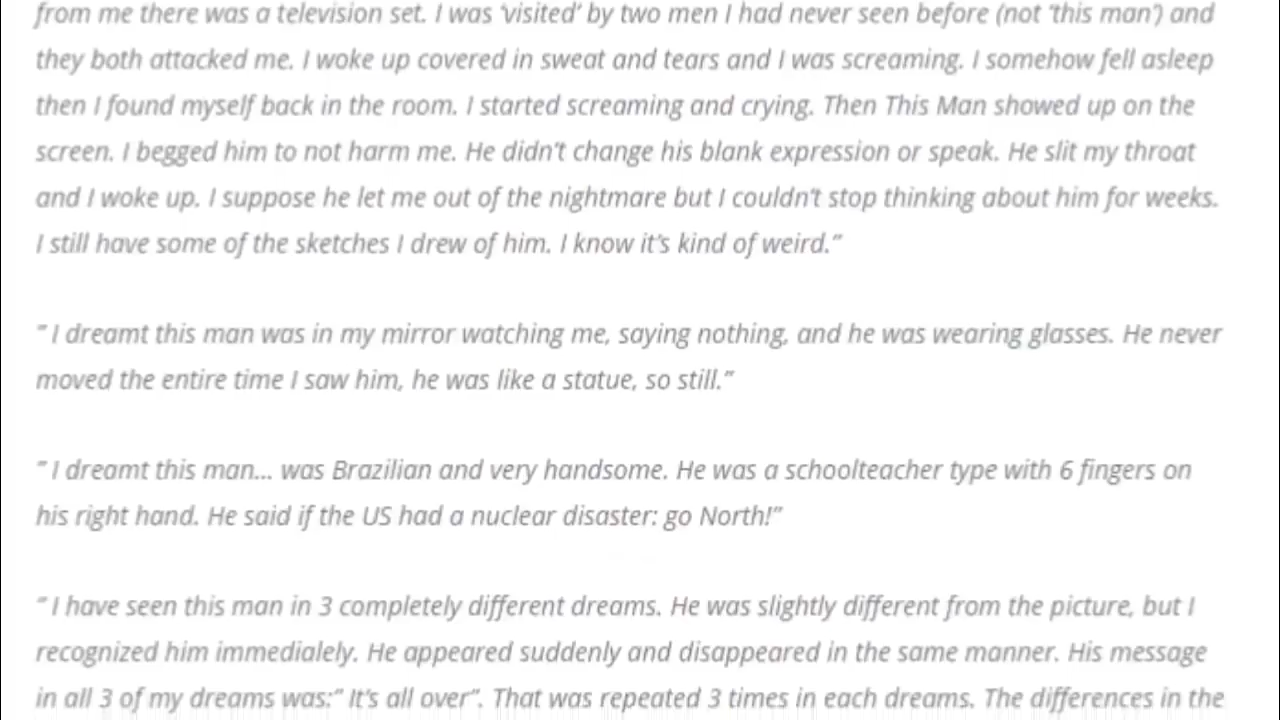 from me there was a television set. I was ‘visited’ by two men I had never seen before (not ‘this man’) and
they both attacked me. I woke up covered in sweat and tears and I was screaming. I somehow fell asleep
then I found myself back in the room. I started screaming and crying. Then This Man showed up on the
screen. I begged him to not harm me. He didn’t change his blank expression or speak. He slit my throat
and I woke up. I suppose he let me out of the nightmare but I couldn’t stop thinking about him for weeks.
I still have some of the sketches I drew of him. I know it’s kind of weird.”
“ I dreamt this man was in my mirror watching me, saying nothing, and he was wearing glasses. He never
moved the entire time I saw him, he was like a statue, so still.”
“ I dreamt this man... was Brazilian and very handsome. He was a schoolteacher type with 6 fingers on
his right hand. He said if the US had a nuclear disaster: go North!”
“ I have seen this man in 3 completely different dreams. He was slightly different from the picture, but I
recognized him immedialely. He appeared suddenly and disappeared in the same manner. His message
in all 3 of my dreams was:“ It’s all over”. That was repeated 3 times in each dreams. The differences in the